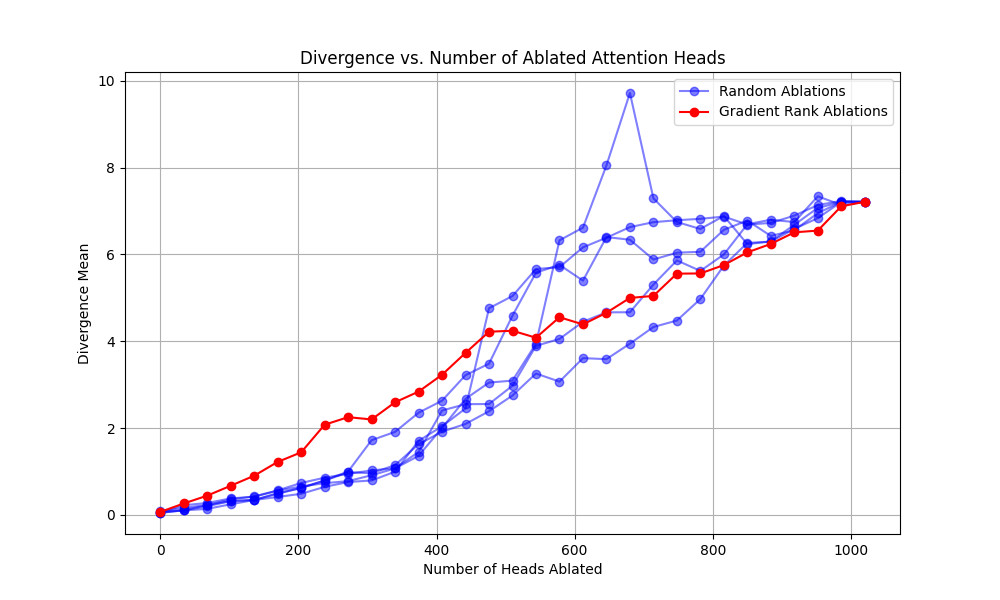 Divergence vs. Number of Ablated Attention Heads
10
8
6
4
2
0
Divergence Mean
Random Ablations
Gradient Rank Ablations
0 200 400 600 800 1000
Number of Heads Ablated